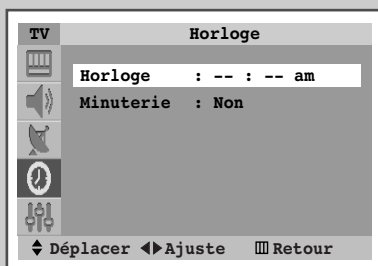 TV Horloge
Horloge : -- : -- am
Minuterie : Non
Déplacer Ajuste Retour